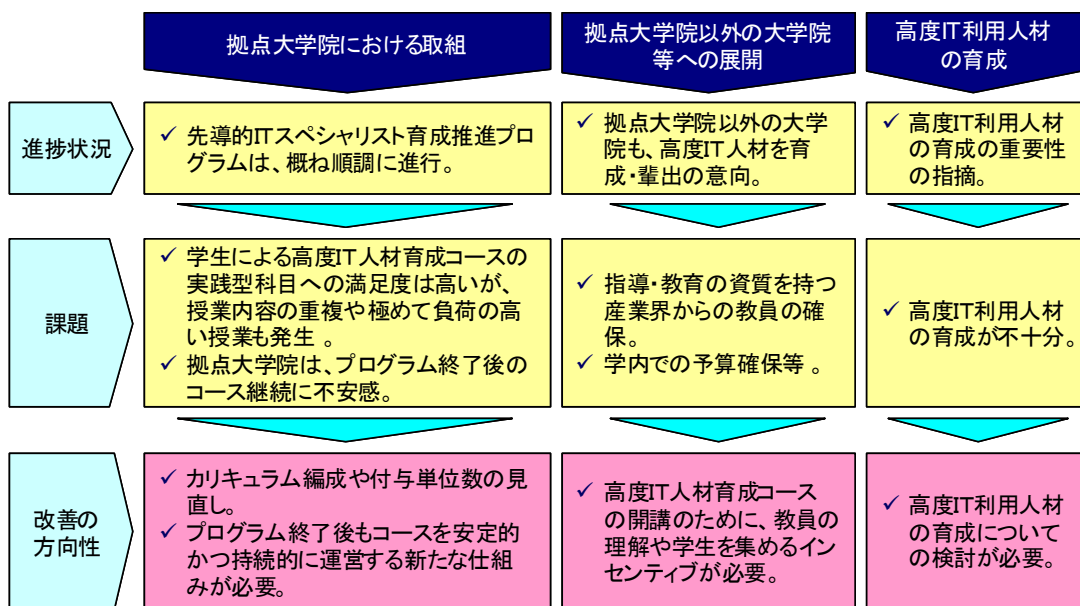 拠点大学院における取組
拠点大学院以外の大学院
等への展開
高度IT利用人材
の育成
進捗状況
✓ 先導的ITスペシャリスト育成推進プロ
グラムは、概ね順調に進行。
✓ 拠点大学院以外の大学
院も、高度IT人材を育
成・輩出の意向。
✓ 高度IT利用人材
の育成の重要性
の指摘。
課題
✓ 学生による高度IT人材育成コースの
実践型科目への満足度は高いが、
授業内容の重複や極めて負荷の高
い授業も発生 。
✓ 拠点大学院は、プログラム終了後の
コース継続に不安感。
✓ 指導・教育の資質を持つ
産業界からの教員の確
保。
✓ 学内での予算確保等 。
✓ 高度IT利用人材
の育成が不十分。
改善の
方向性
✓ カリキュラム編成や付与単位数の見
直し。
✓ プログラム終了後もコースを安定的
かつ持続的に運営する新たな仕組
みが必要。
✓ 高度IT人材育成コース
の開講のために、教員の
理解や学生を集めるイン
センティブが必要。
✓ 高度IT利用人材
の育成についての
検討が必要。